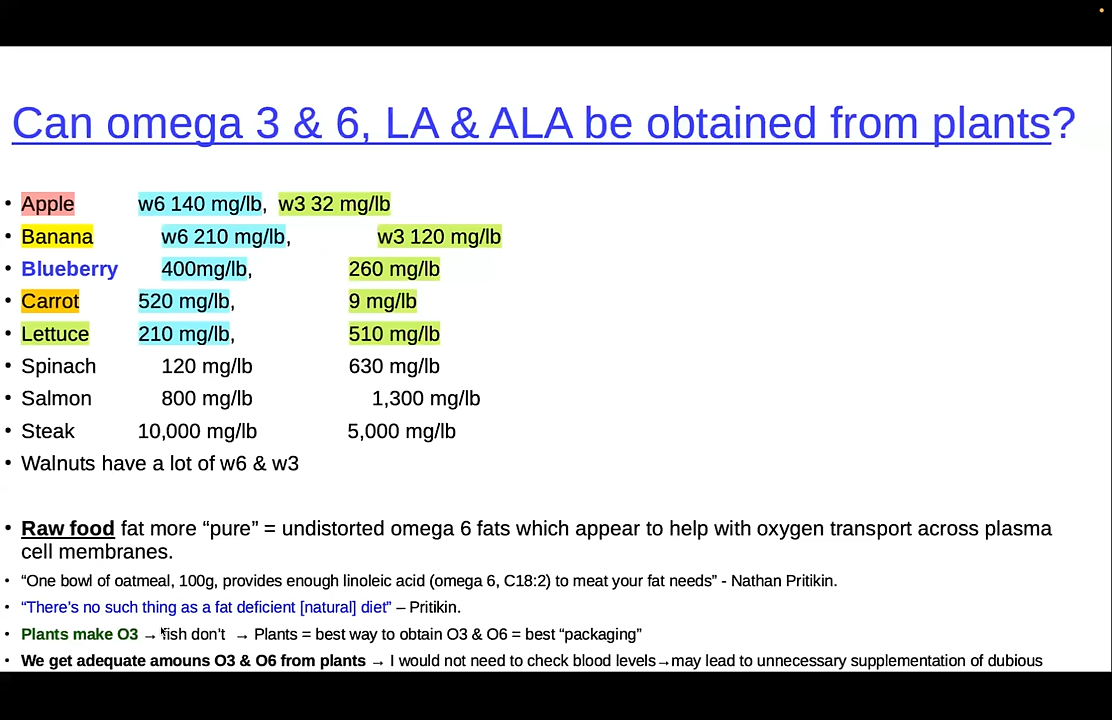 Can omega 3 & 6, LA & ALA be obtained from plants?
• Apple w6 140 mg/lb, w3 32 mg/lb
• Banana w6 210 mg/lb, w3 120 mg/lb
• Blueberry 400mg/lb, 260 mg/lb
• Carrot 520 mg/lb, 9 mg/lb
• Lettuce 210 mg/lb, 510 mg/lb
• Spinach 120 mg/lb 630 mg/lb
• Salmon 800 mg/lb 1,300 mg/lb
• Steak 10,000 mg/lb 5,000 mg/lb
• Walnuts have a lot of w6 & w3
• Raw food fat more “pure” = undistorted omega 6 fats which appear to help with oxygen transport across plasma
cell membranes.
• “One bowl of oatmeal, 100g, provides enough linoleic acid (omega 6, C18:2) to meat your fat needs” - Nathan Pritikin.
• “There’s no such thing as a fat deficient [natural] diet” – Pritikin.
• Plants make O3 → fish don’t → Plants = best way to obtain O3 & O6 = best “packaging”
• We get adequate amouns O3 & O6 from plants → I would not need to check blood levels→may lead to unnecessary supplementation of dubious